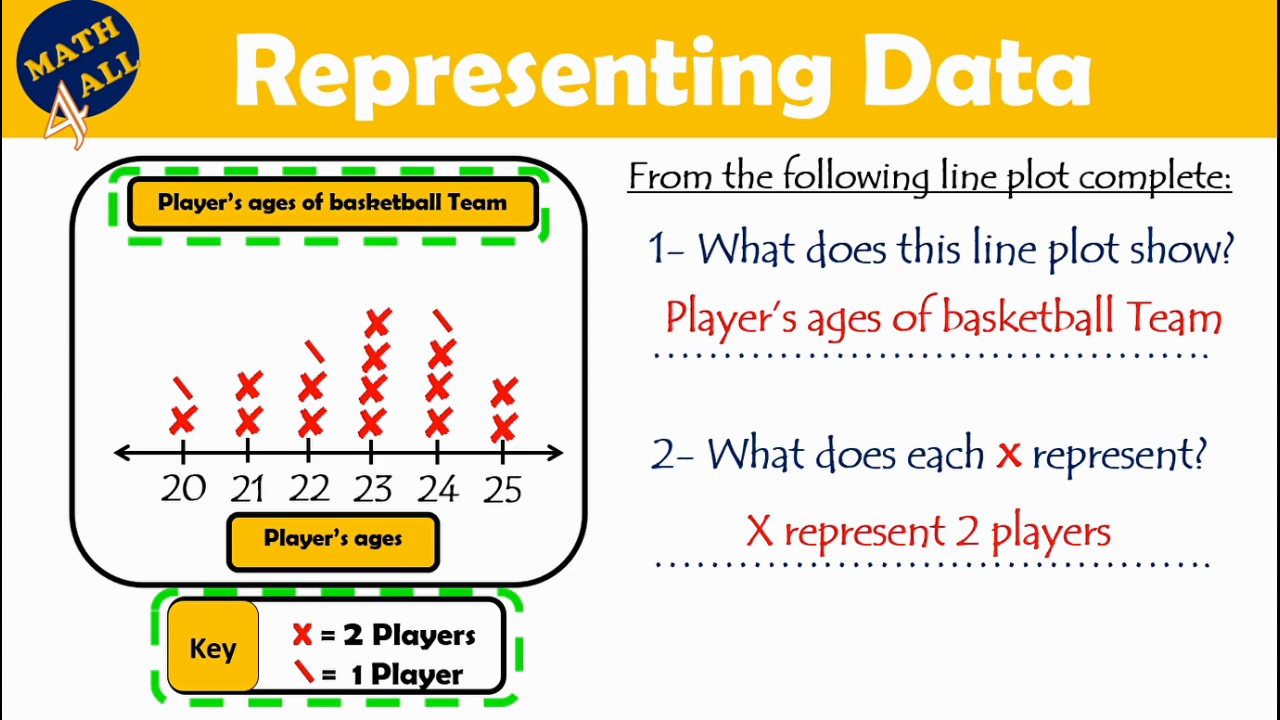 MATH
4 ALL
Representing Data
Player's ages of basketball Team
20 21 22 23 24 25
Player's ages
Key
X = 2 Players
\ = 1 Player
From the following line plot complete:
1- What does this line plot show?
Player's ages of basketball Team
2- What does each x represent?
X represent 2 players